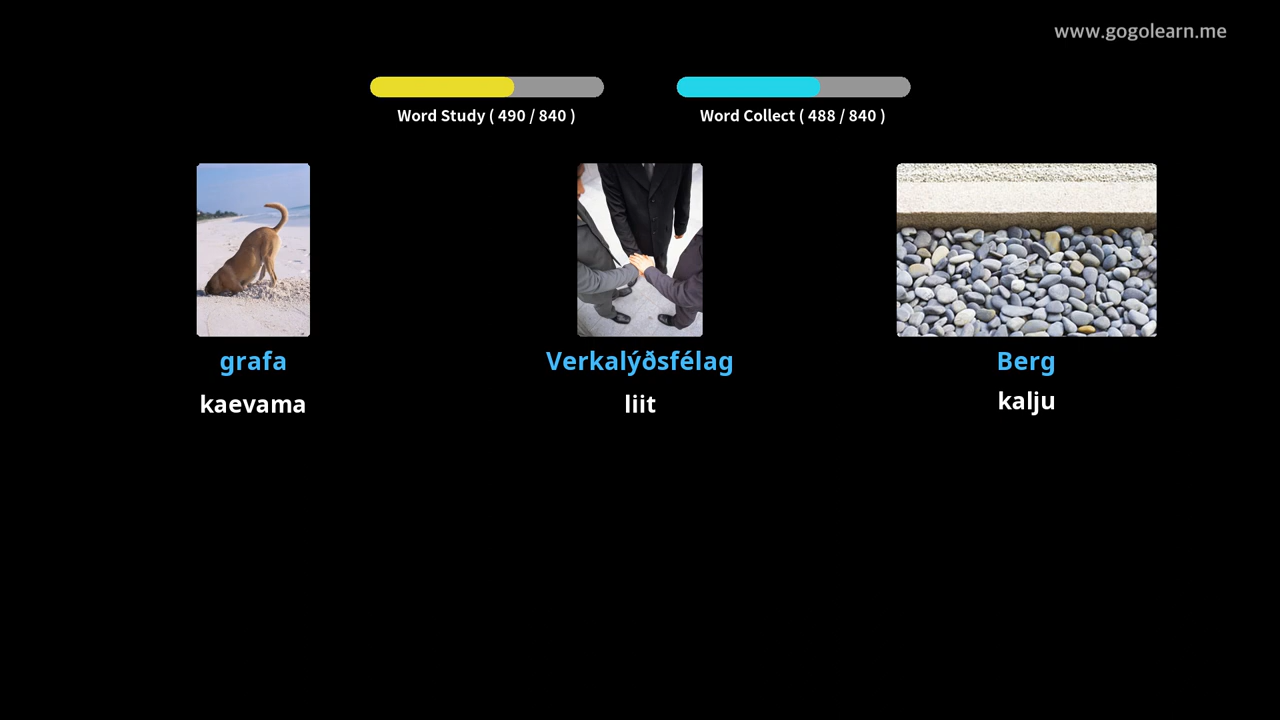 www.gogolearn.me
Word Study ( 490 / 840 )
Word Collect ( 488 / 840 )
grafa
Verkalýðsfélag
Berg
kaevama
liit
kalju